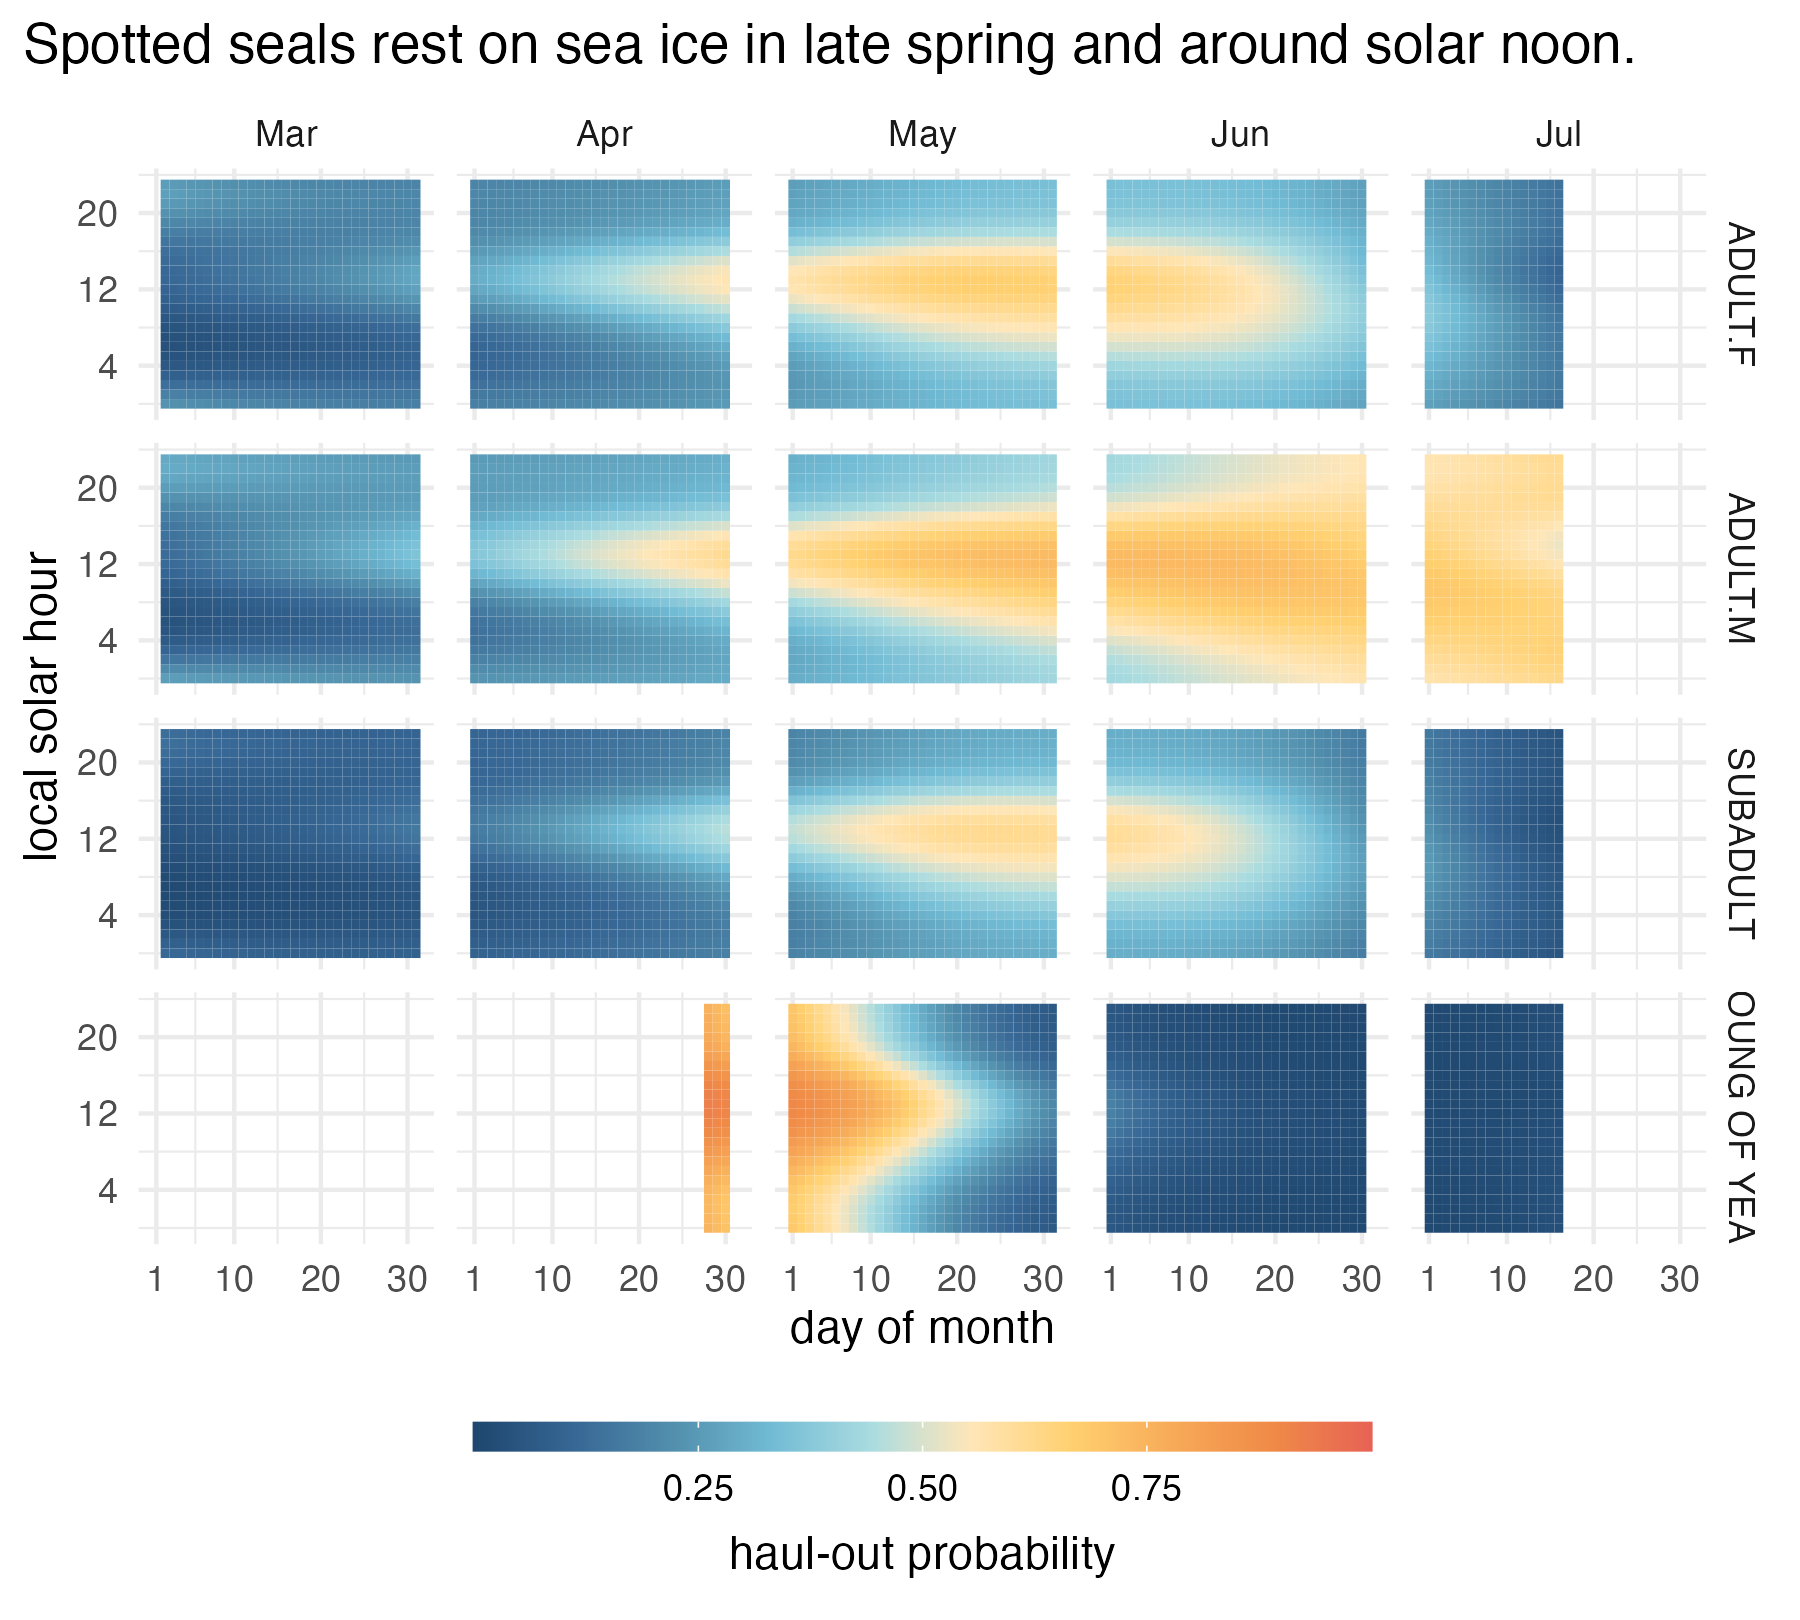 Spotted seals rest on sea ice in late spring and around solar noon.
Mar Apr May Jun Jul
20
12
4
ADULT.F
20
12
4
ADULT.M
local solar hour
20
12
4
SUBADULT
20
12
4
OUNG OF YEA
1 10 20 30 1 10 20 30 1 10 20 30 1 10 20 30 1 10 20 30
day of month
0.25 0.50 0.75
haul-out probability